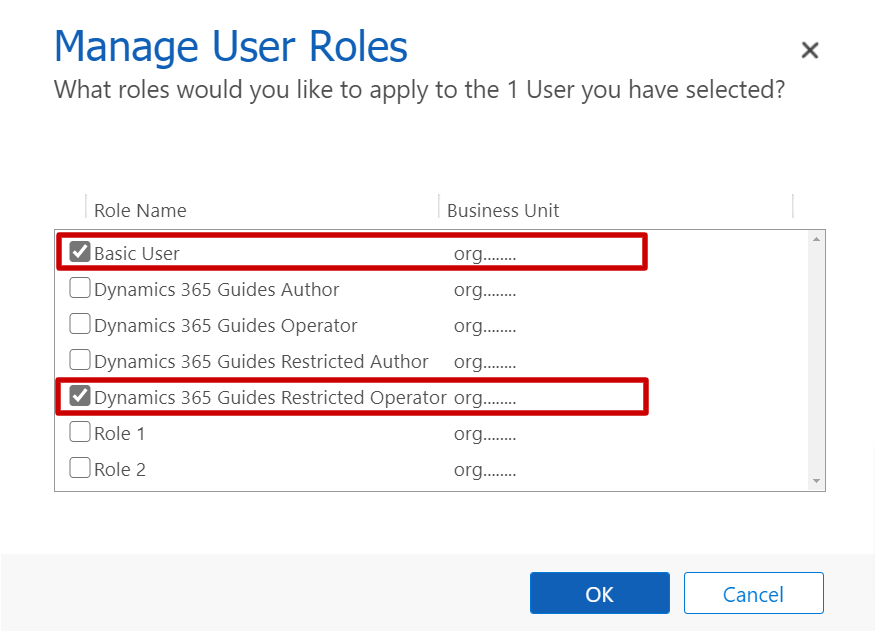 Manage User Roles
What roles would you like to apply to the 1 User you have selected?
Role Name Business Unit
Basic User org........
Dynamics 365 Guides Author org........
Dynamics 365 Guides Operator org........
Dynamics 365 Guides Restricted Author org........
Dynamics 365 Guides Restricted Operator org........
Role 1 org........
Role 2 org........
OK Cancel